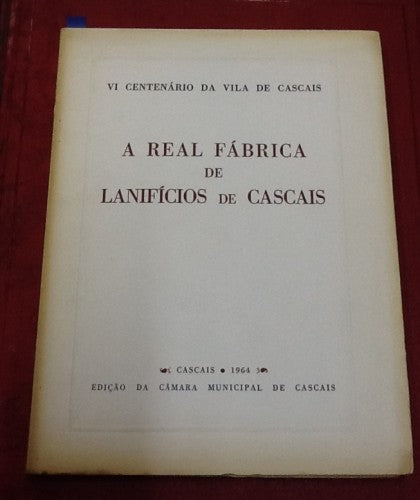 VI CENTENÁRIO DA VILA DE CASCAIS
A REAL FÁBRICA
DE
LANIFÍCIOS DE CASCAIS
CASCAIS • 1964
EDIÇÃO DA CÂMARA MUNICIPAL DE CASCAIS